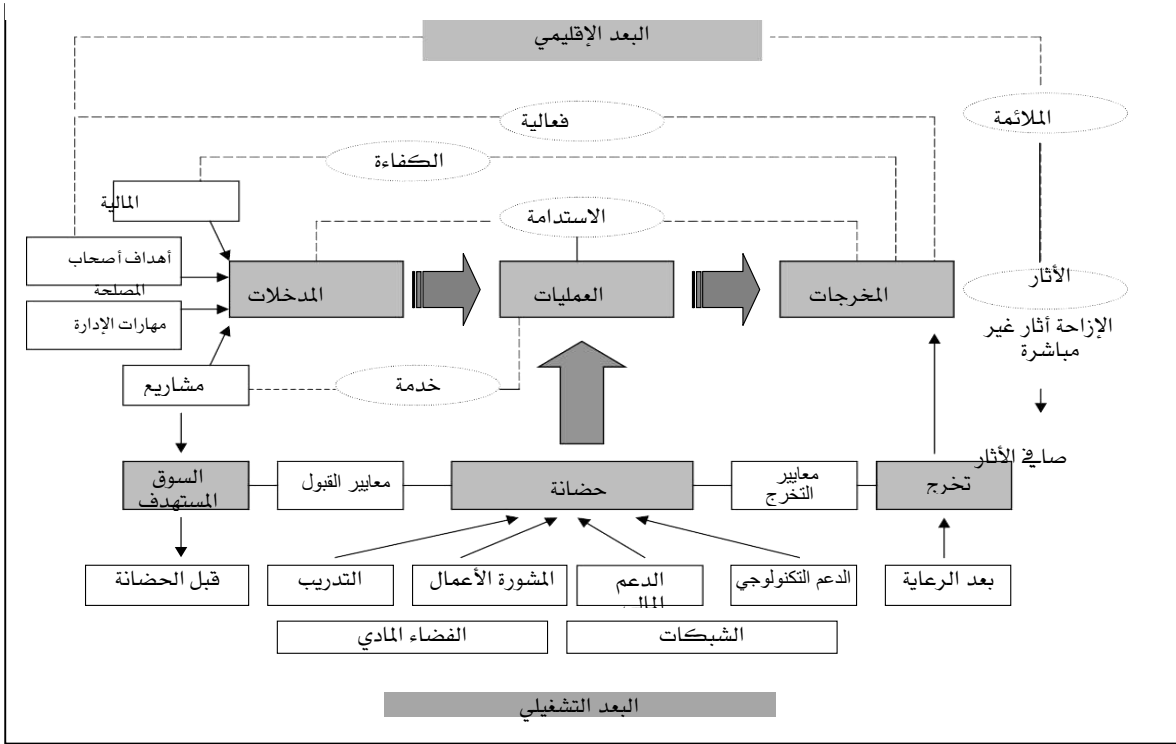 البعد الإقليمي
الملائمة
فعالية
الكفاءة
المالية
الاستدامة
أهداف أصحاب
المصلحة
المدخلات
العمليات
المخرجات
الأثار
مهارات الإدارة
الإزاحة أثار غير
مباشرة
مشاريع
خدمة
صافي الأثار
السوق
المستهدف
معايير القبول
حضانة
معايير
التخرج
تخرج
قبل الحضانة
التدريب
المشورة الأعمال
الدعم
المالي
الدعم التكنولوجي
بعد الرعاية
الفضاء المادي
الشبكات
البعد التشغيلي